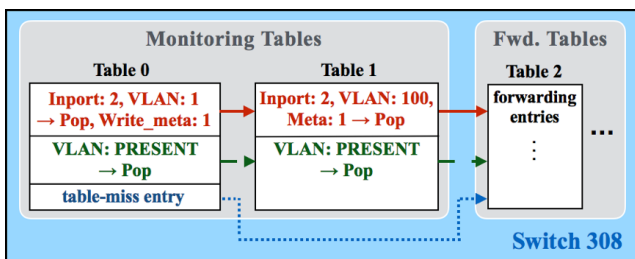 Monitoring Tables
Fwd. Tables
Table 0
Table 1
Table 2
Inport: 2, VLAN: 1
→ Pop, Write_meta: 1
Inport: 2, VLAN: 100,
Meta: 1 → Pop
forwarding
entries
⋮
...
VLAN: PRESENT
→ Pop
VLAN: PRESENT
→ Pop
table-miss entry
Switch 308